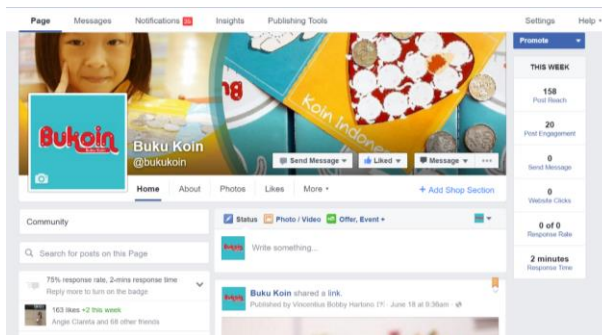 Page Messages Notifications Insights Publishing Tools Settings Help
Promote
THIS WEEK
158
Post Reach
20
Post Engagement
0
Send Message
0
Website Clicks
0 of 0
Response Rate
2 minutes
Response Time
Koin Indonesia
Bukoin
Buku Koin
Buku Koin
@bukukoin
Send Message Liked Message
Home About Photos Likes More + Add Shop Section
Community
Search for posts on this Page
75% response rate, 2-mins response time
Reply more to turn on the badge
163 likes +2 this week
Angie Clareta and 68 other friends
Status Photo / Video Offer, Event +
Write something...
Buku Koin shared a link.
Published by Vincentius Bobby Hartono [?] · June 18 at 9:36am ·